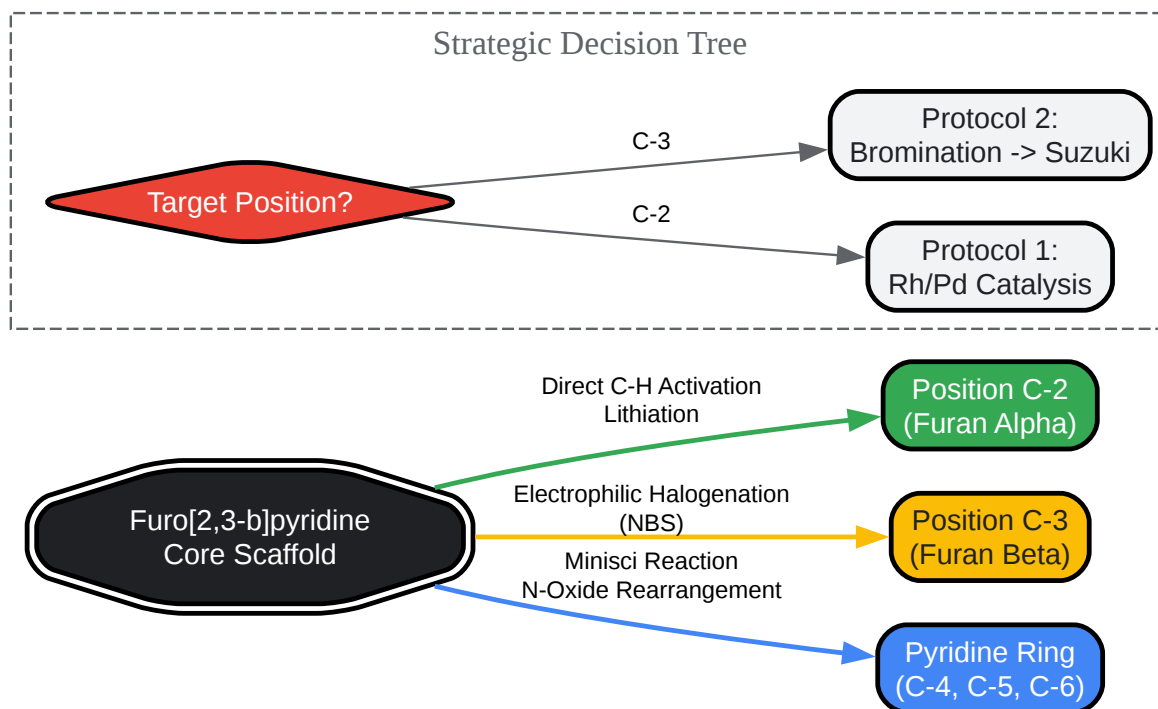 Strategic Decision Tree
Target Position?
C-3
C-2
Protocol 2:
Bromination -> Suzuki
Protocol 1:
Rh/Pd Catalysis
Furo[2,3-b]pyridine
Core Scaffold
Direct C-H Activation
Lithiation
Position C-2
(Furan Alpha)
Electrophilic Halogenation
(NBS)
Position C-3
(Furan Beta)
Minisci Reaction
N-Oxide Rearrangement
Pyridine Ring
(C-4, C-5, C-6)